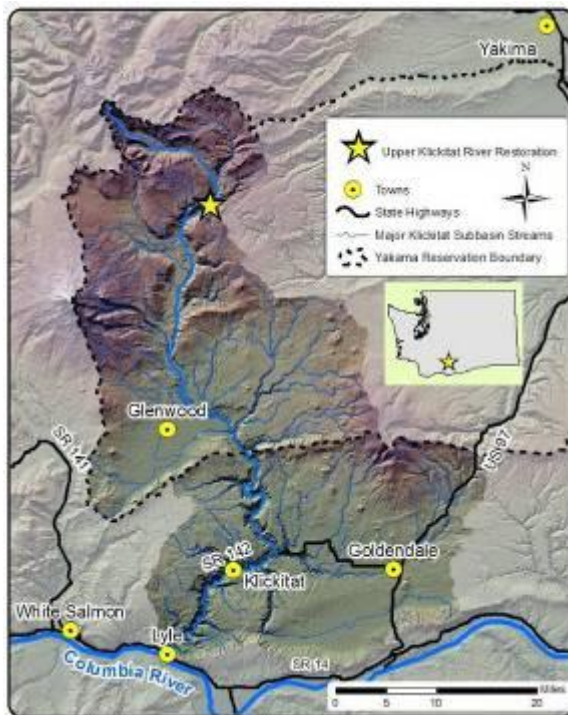 Yakima
Upper Klickitat River Restoration
N
Towns
State Highways
Major Klickitat Subbasin Streams
Yakama Reservation Boundary
Glenwood
SR 141
US 97
SR 142
Klickitat
Goldendale
White Salmon
Lyle
Columbia River
SR 14
Miles
0 5 10 20